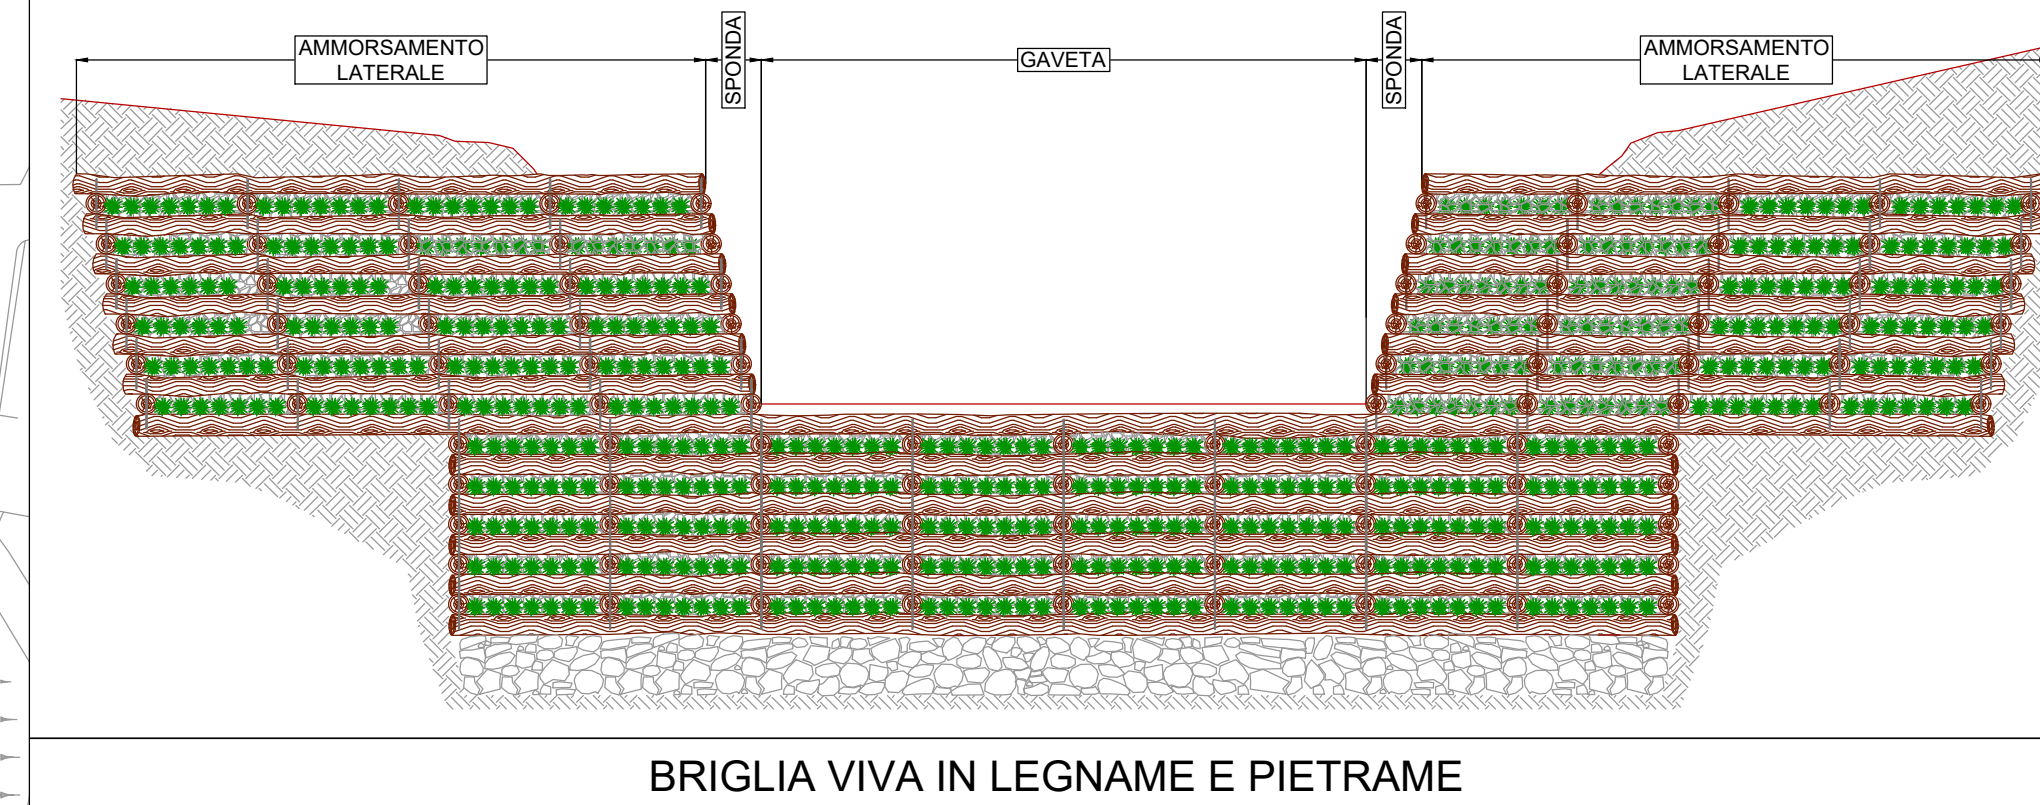 AMMORSAMENTO
LATERALE
SPONDA
GAVETA
SPONDA
AMMORSAMENTO
LATERALE
BRIGLIA VIVA IN LEGNAME E PIETRAME